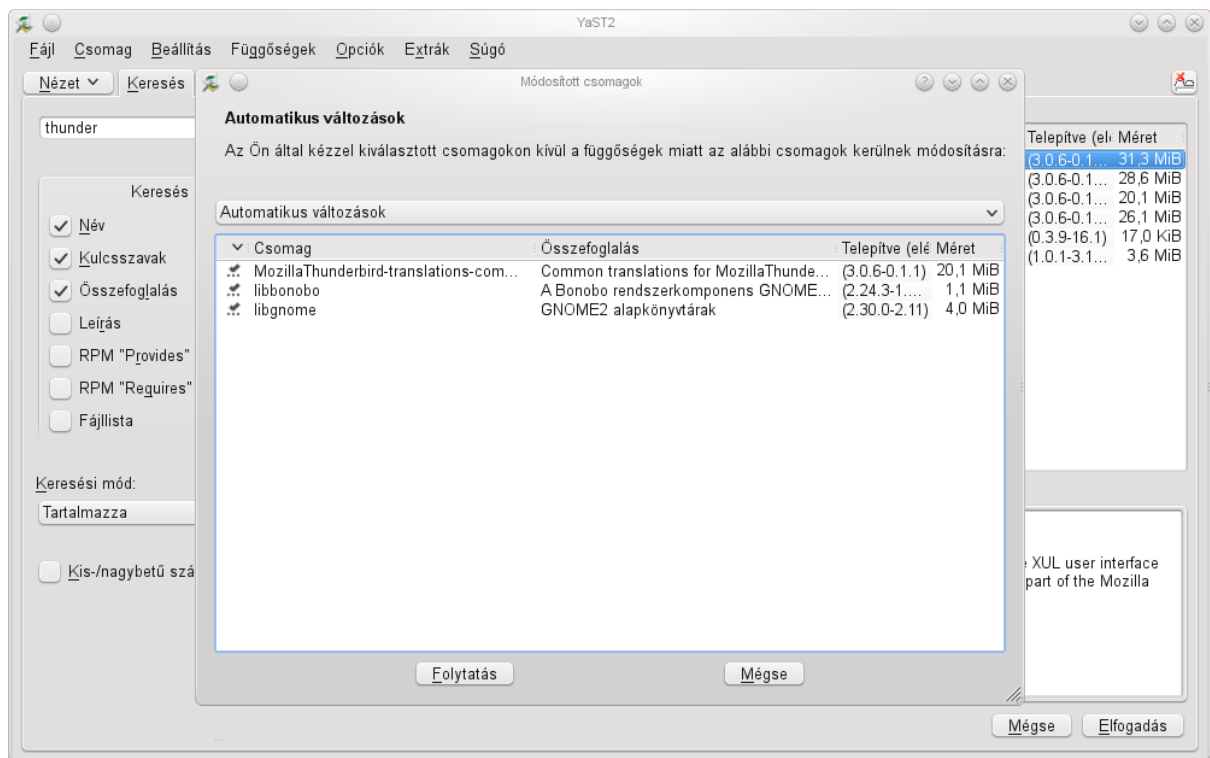 YaST2
Fájl Csomag Beállítás Függőségek Opciók Extrák Súgó
Nézet Keresés
thunder
Keresés
Név
Kulcsszavak
Összefoglalás
Leírás
RPM "Provides"
RPM "Requires"
Fájllista
Keresési mód:
Tartalmazza
Kis-/nagybetű szá
Módosított csomagok
Automatikus változások
Az Ön által kézzel kiválasztott csomagokon kívül a függőségek miatt az alábbi csomagok kerülnek módosításra:
Automatikus változások
Csomag Összefoglalás Telepítve (elé Méret
MozillaThunderbird-translations-com... Common translations for MozillaThunde... (3.0.6-0.1.1) 20,1 MiB
libbonobo A Bonobo rendszerkomponens GNOME... (2.24.3-1.... 1,1 MiB
libgnome GNOME2 alapkönyvtárak (2.30.0-2.11) 4,0 MiB
Folytatás Mégse
Telepítve (elé Méret
(3.0.6-0.1... 31,3 MiB
(3.0.6-0.1... 28,6 MiB
(3.0.6-0.1... 20,1 MiB
(3.0.6-0.1... 26,1 MiB
(0.3.9-16.1) 17,0 KiB
(1.0.1-3.1... 3,6 MiB
XUL user interface
part of the Mozilla
Mégse Elfogadás